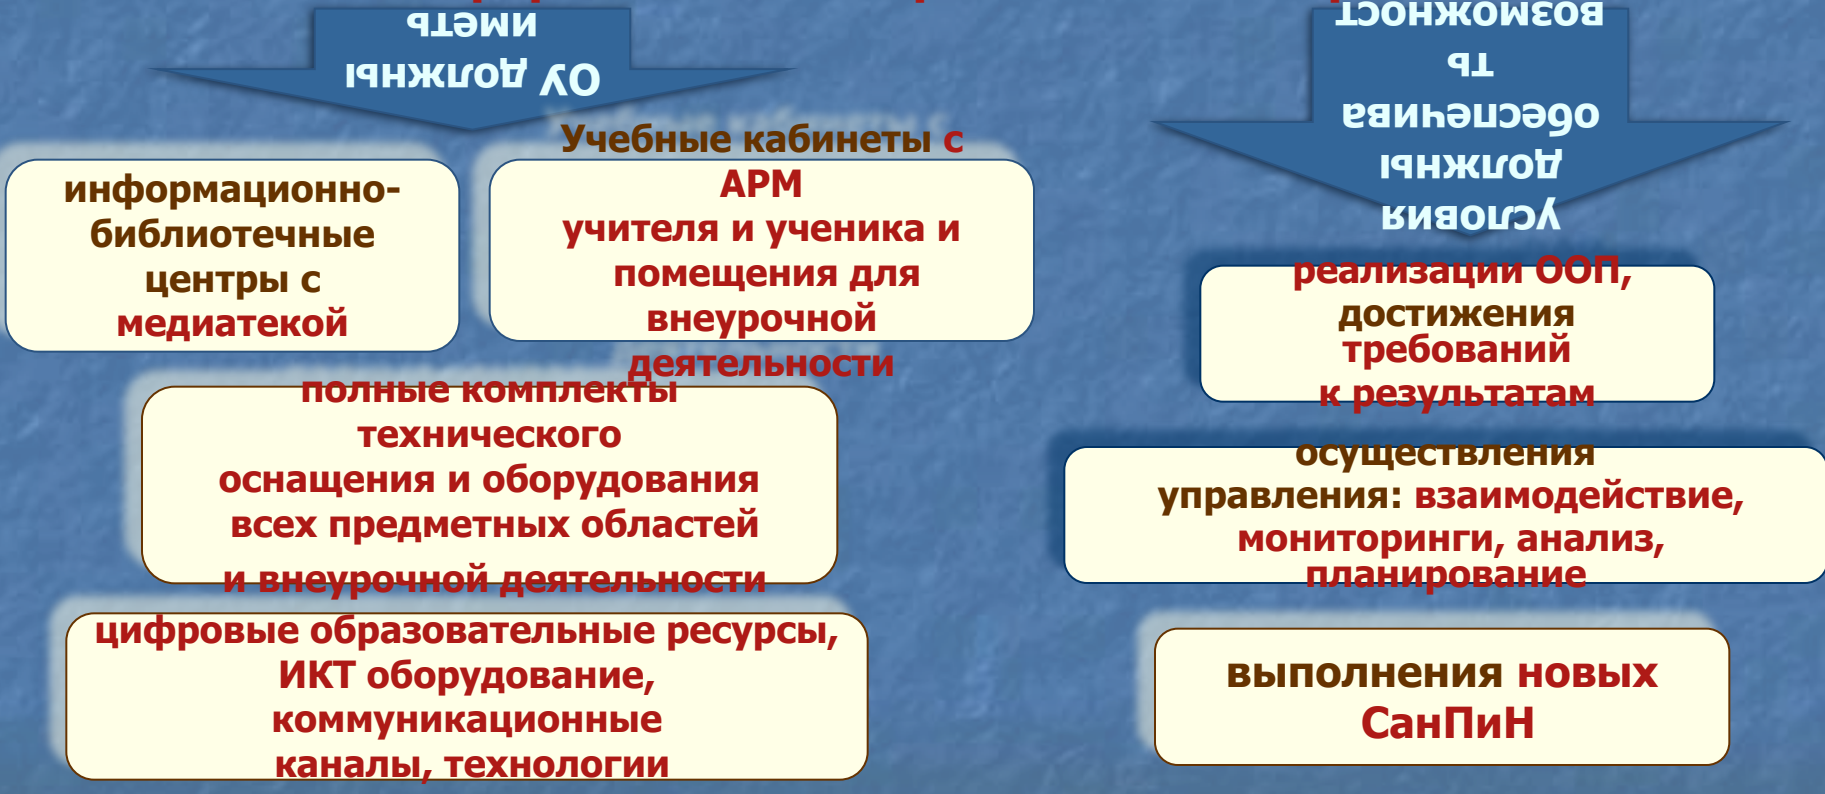 ОУ должны
иметь
информационно-
библиотечные
центры с
медиатекой
Учебные кабинеты с
АРМ
учителя и ученика и
помещения для
внеурочной
деятельности
полные комплекты
технического
оснащения и оборудования
всех предметных областей
и внеурочной деятельности
цифровые образовательные ресурсы,
ИКТ оборудование,
коммуникационные
каналы, технологии
Условия
должны
обеспечива
ть
возможност
реализации ООП,
достижения
требований
к результатам
осуществления
управления: взаимодействие,
мониторинги, анализ,
планирование
выполнения новых
СанПиН